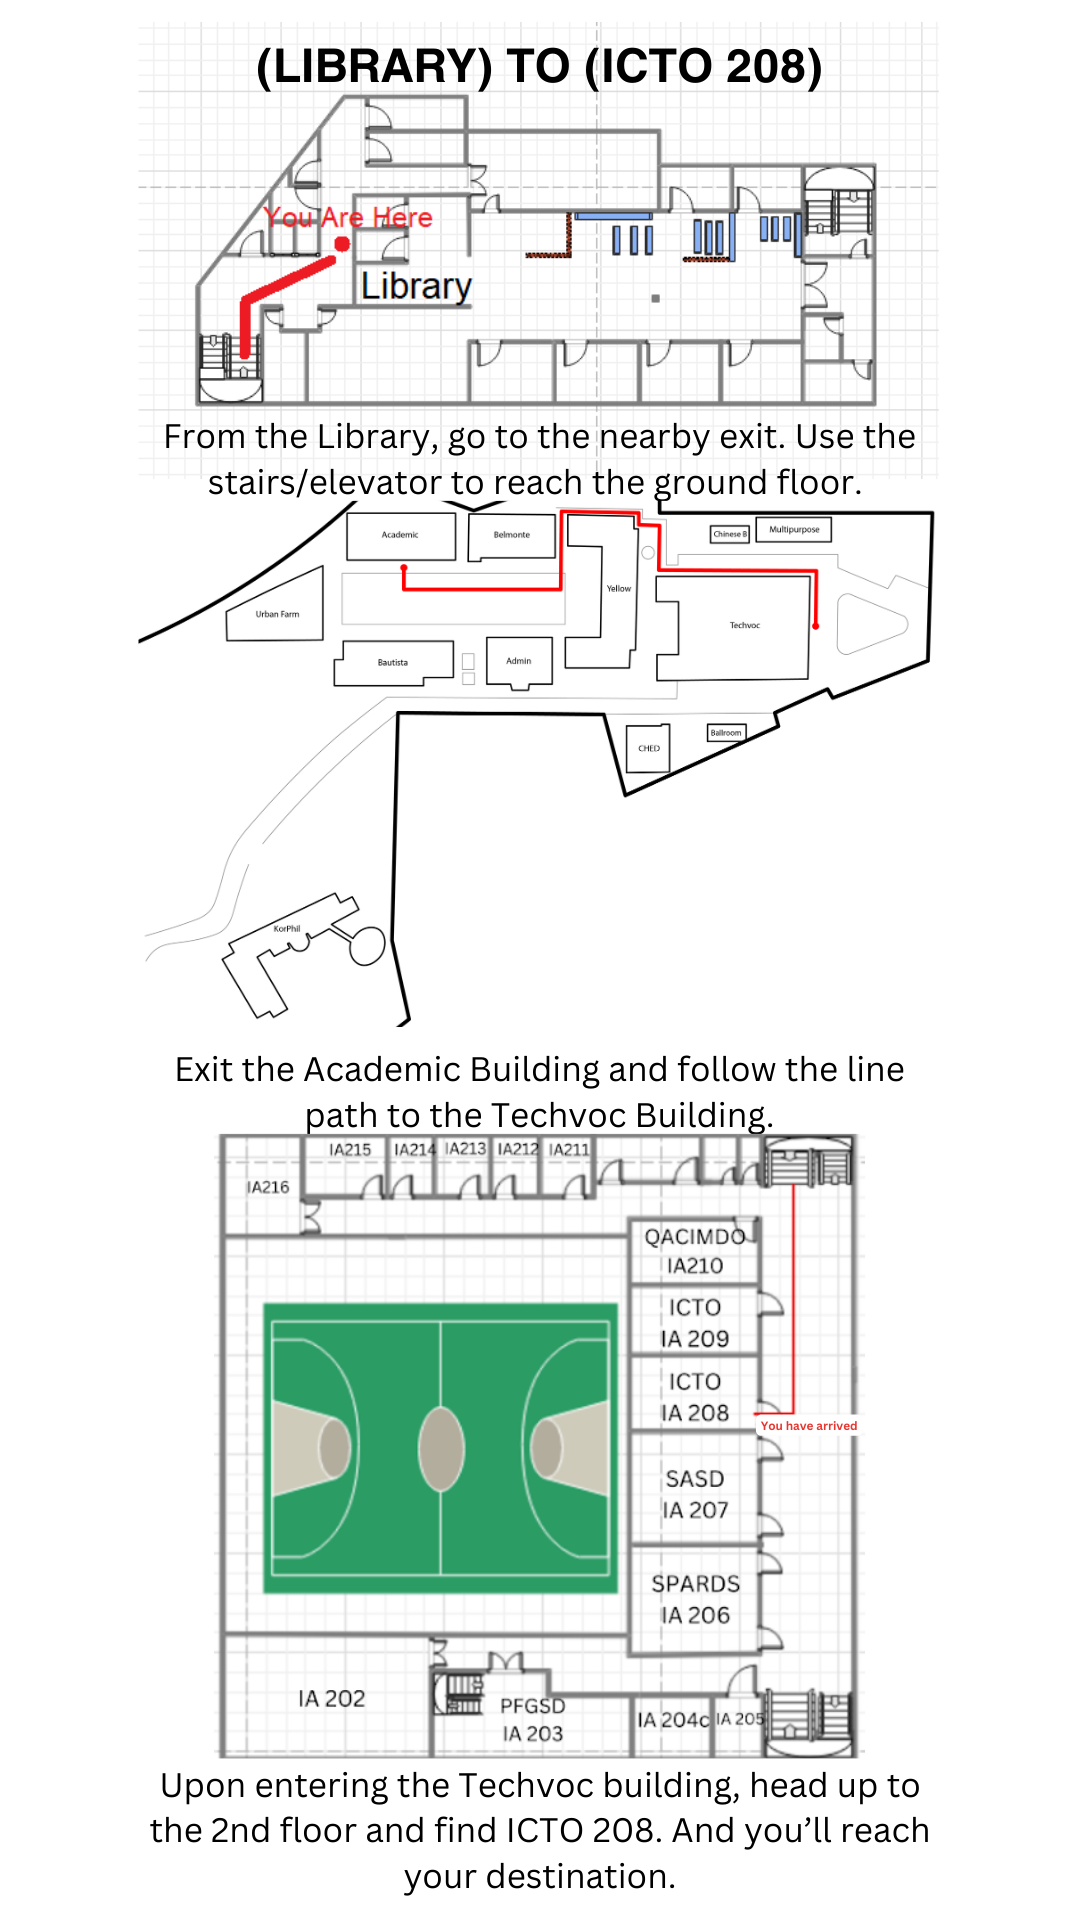 (LIBRARY) TO (ICTO 208)
You Are Here
Library
From the Library, go to the nearby exit. Use the
stairs/elevator to reach the ground floor.
Academic
Belmonte
Chinese B
Multipurpose
Yellow
Urban Farm
Techvoc
Bautista
Admin
CHED
Ballroom
KorPhil
Exit the Academic Building and follow the line
path to the Techvoc Building.
IA215
IA214
IA213
IA212
IA211
IA216
QACIMDO
IA210
ICTO
IA 209
ICTO
IA 208
You have arrived
SASD
IA 207
SPARDS
IA 206
IA 202
PFGSD
IA 203
IA 204c
IA 205
Upon entering the Techvoc building, head up to
the 2nd floor and find ICTO 208. And you’ll reach
your destination.